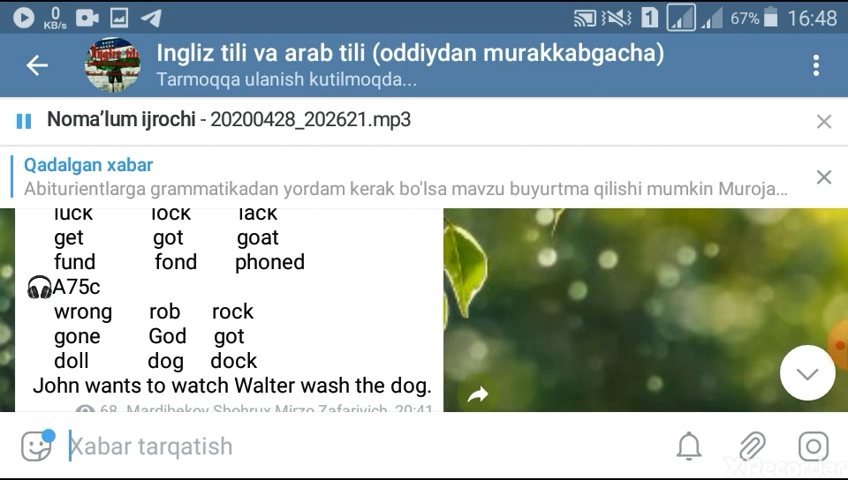 0 KB/s 1 67% 16:48
Ingliz tili va arab tili (oddiydan murakkabgacha)
Tarmoqqa ulanish kutilmoqda...
Noma’lum ijrochi - 20200428_202621.mp3
Qadalgan xabar
Abiturientlarga grammatikadan yordam kerak bo'lsa mavzu buyurtma qilishi mumkin Muroja...
luck lock lack
get got goat
fund fond phoned
A75c
wrong rob rock
gone God got
doll dog dock
John wants to watch Walter wash the dog.
68 Mardibekov Shohrux Mirzo Zafariyich, 20:41
Xabar tarqatish
XRecorder